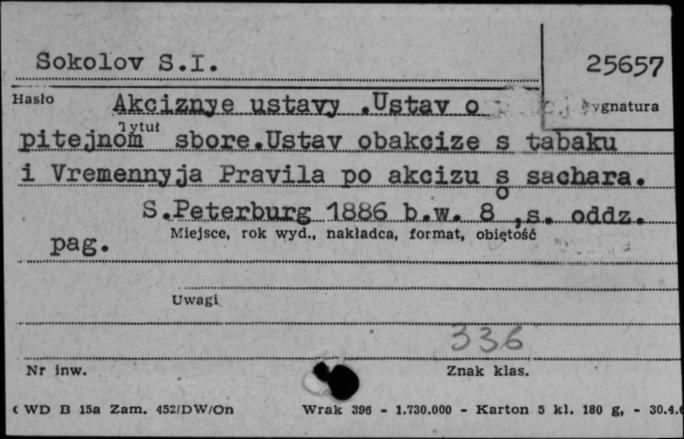 Sokolov S.I.
25657
Hasło
Akciznye ustavy .Ustav o
ygnatura
Tytuł
pitejnom sbore.Ustav obakcize s tabaku
i Vremennyja Pravila po akcizu s sachara.
S.Peterburg 1886 b.w. 8° ,s. oddz.
Miejsce, rok wyd., nakładca, format, objętość
pag.
Uwagi
336
Nr inw.
Znak klas.
WD B 15a Zam. 452/DW/On Wrak 396 - 1.730.000 - Karton 5 kl. 180 g, - 30.4.